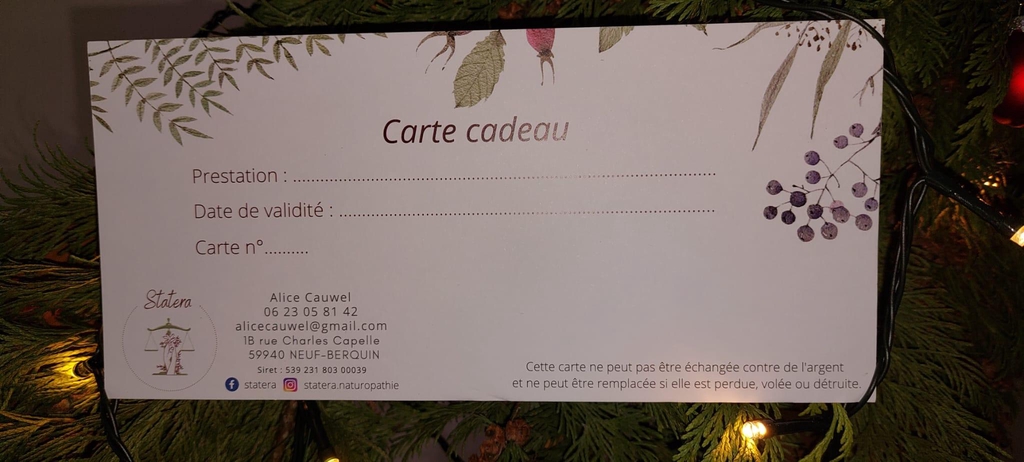 Carte cadeau
Prestation : ........................................................................................
Date de validité : ..............................................................................
Carte n°.........
Statera
Alice Cauwel
06 23 05 81 42
alicecauwel@gmail.com
1B rue Charles Capelle
59940 NEUF-BERQUIN
Siret : 539 231 803 00039
statera statera.naturopathie
Cette carte ne peut pas être échangée contre de l'argent
et ne peut être remplacée si elle est perdue, volée ou détruite.